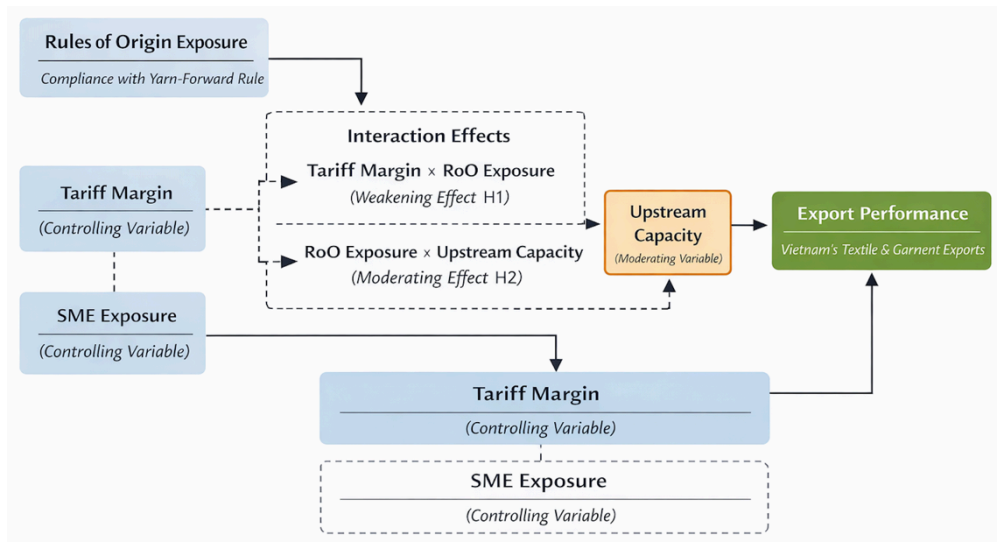 Rules of Origin Exposure
Compliance with Yarn-Forward Rule
Interaction Effects
Tariff Margin × RoO Exposure
(Weakening Effect H1)
Tariff Margin
(Controlling Variable)
RoO Exposure × Upstream Capacity
(Moderating Effect H2)
Upstream
Capacity
(Moderating Variable)
Export Performance
Vietnam's Textile & Garnent Exports
SME Exposure
(Controlling Variable)
Tariff Margin
(Controlling Variable)
SME Exposure
(Controlling Variable)